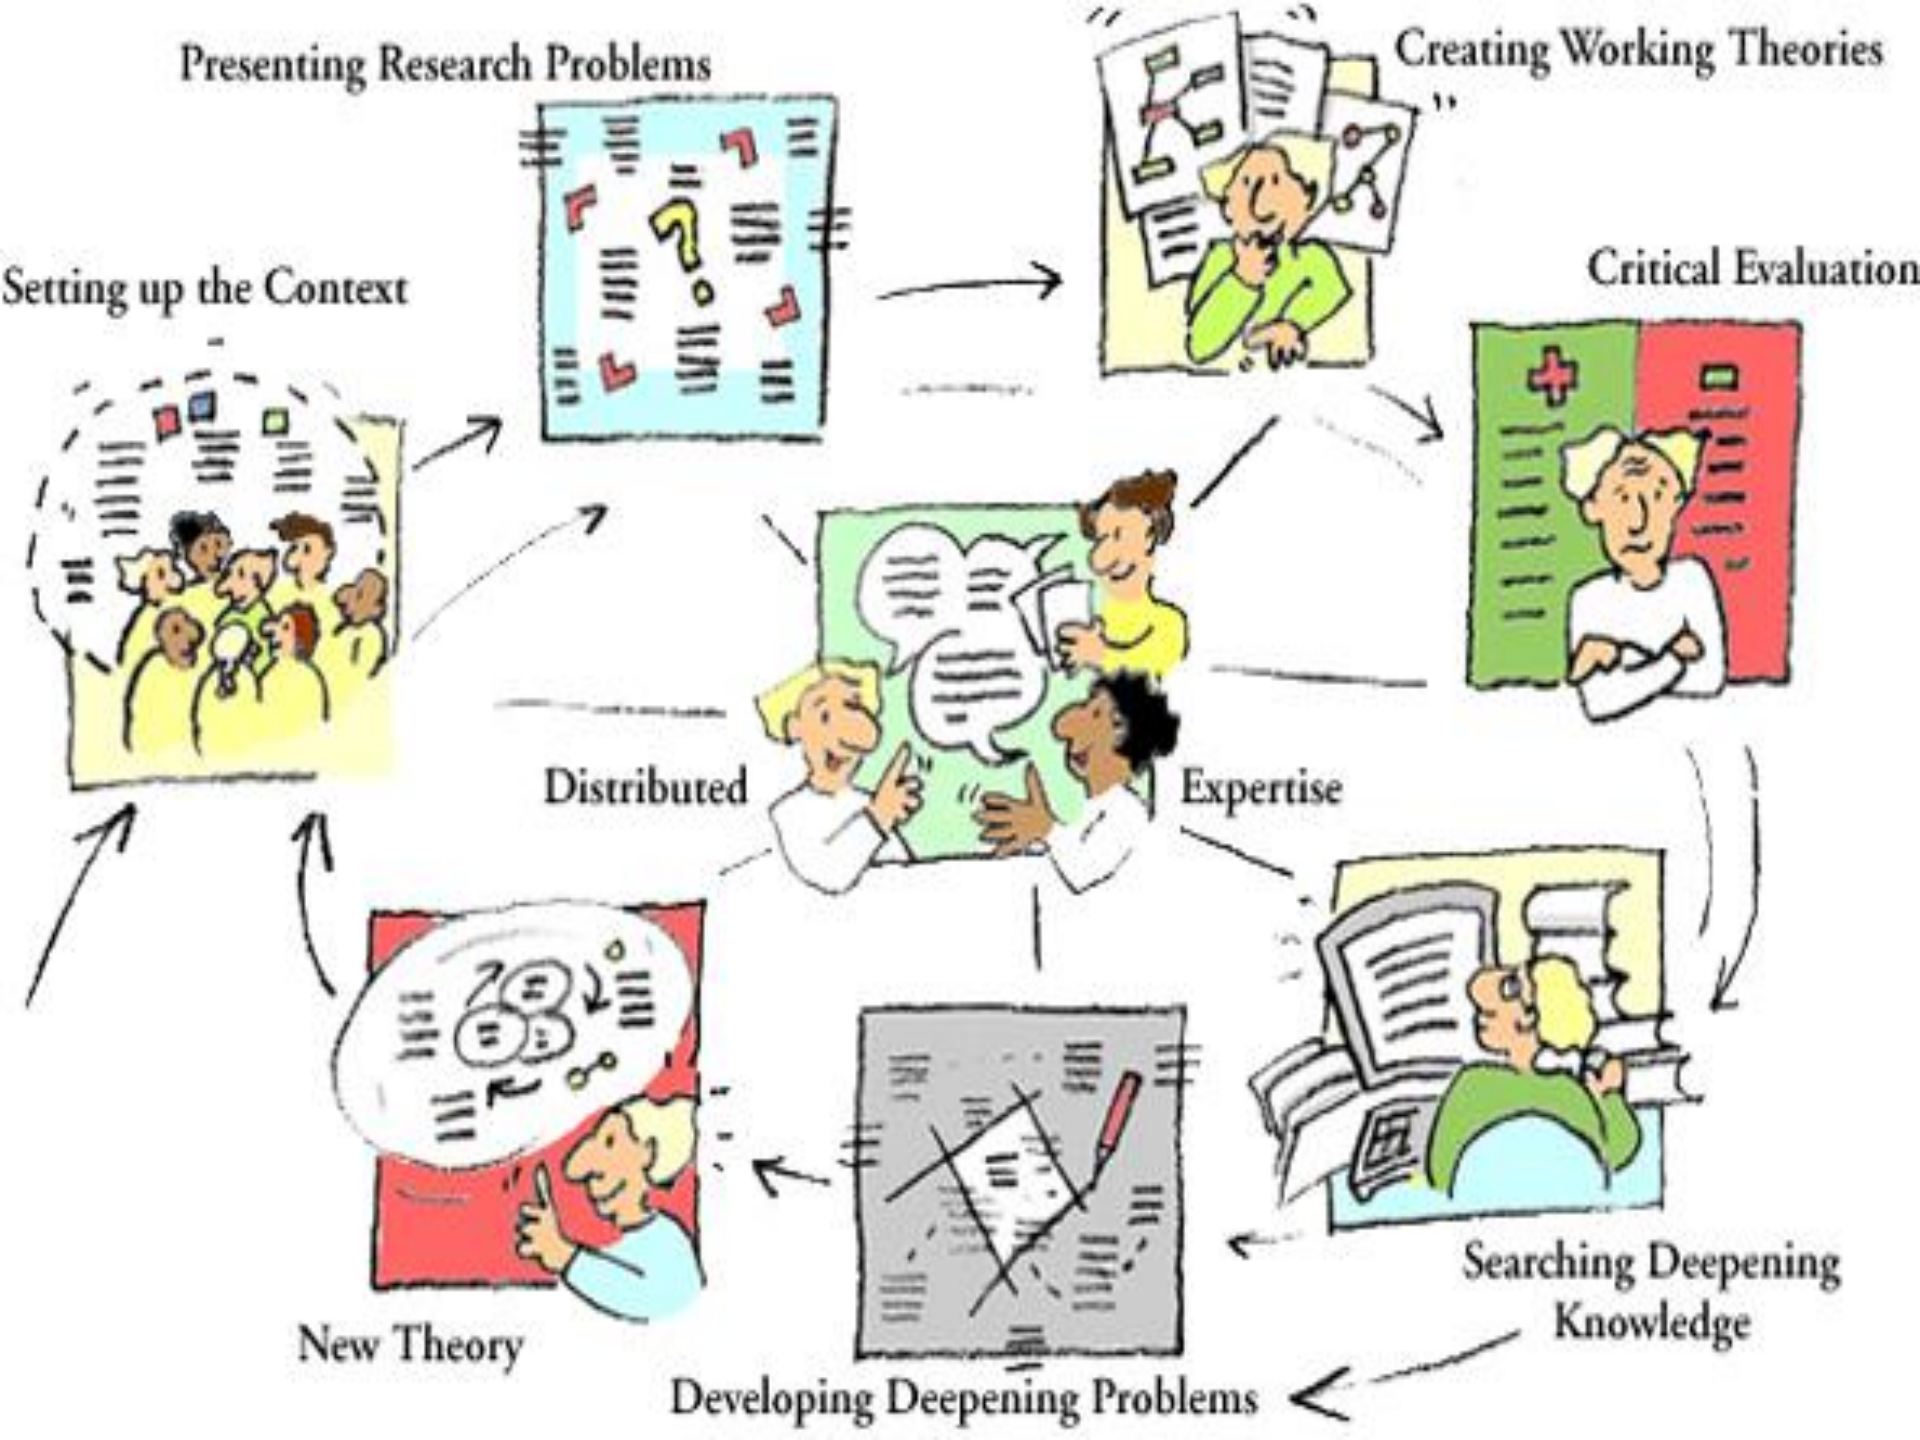 Presenting Research Problems
Creating Working Theories
Setting up the Context
Critical Evaluation
Distributed
Expertise
Searching Deepening
Knowledge
New Theory
Developing Deepening Problems